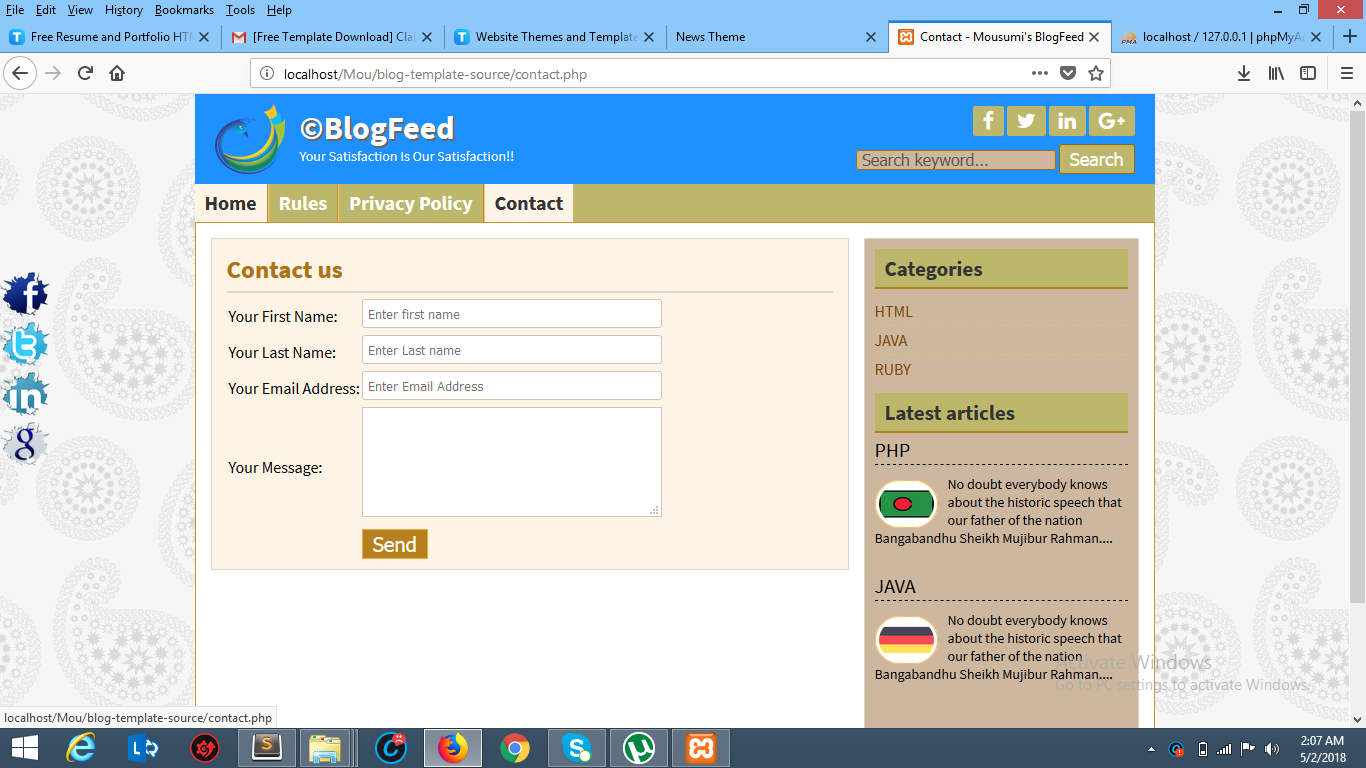 File Edit View History Bookmarks Tools Help
Free Resume and Portfolio HTM
[Free Template Download] Clai
Website Themes and Template
News Theme
Contact - Mousumi's BlogFeed
PMA localhost / 127.0.0.1 | phpMyAd
localhost/Mou/blog-template-source/contact.php
©BlogFeed
Your Satisfaction Is Our Satisfaction!!
Search keyword...
Search
Home Rules Privacy Policy Contact
Contact us
Your First Name: Enter first name
Your Last Name: Enter Last name
Your Email Address: Enter Email Address
Your Message:
Send
Categories
HTML
JAVA
RUBY
Latest articles
PHP
No doubt everybody knows
about the historic speech that
our father of the nation
Bangabandhu Sheikh Mujibur Rahman....
JAVA
No doubt everybody knows
about the historic speech that
our father of the nation
Bangabandhu Sheikh Mujibur Rahman....
Activate Windows
Go to PC settings to activate Windows.
localhost/Mou/blog-template-source/contact.php
2:07 AM
5/2/2018